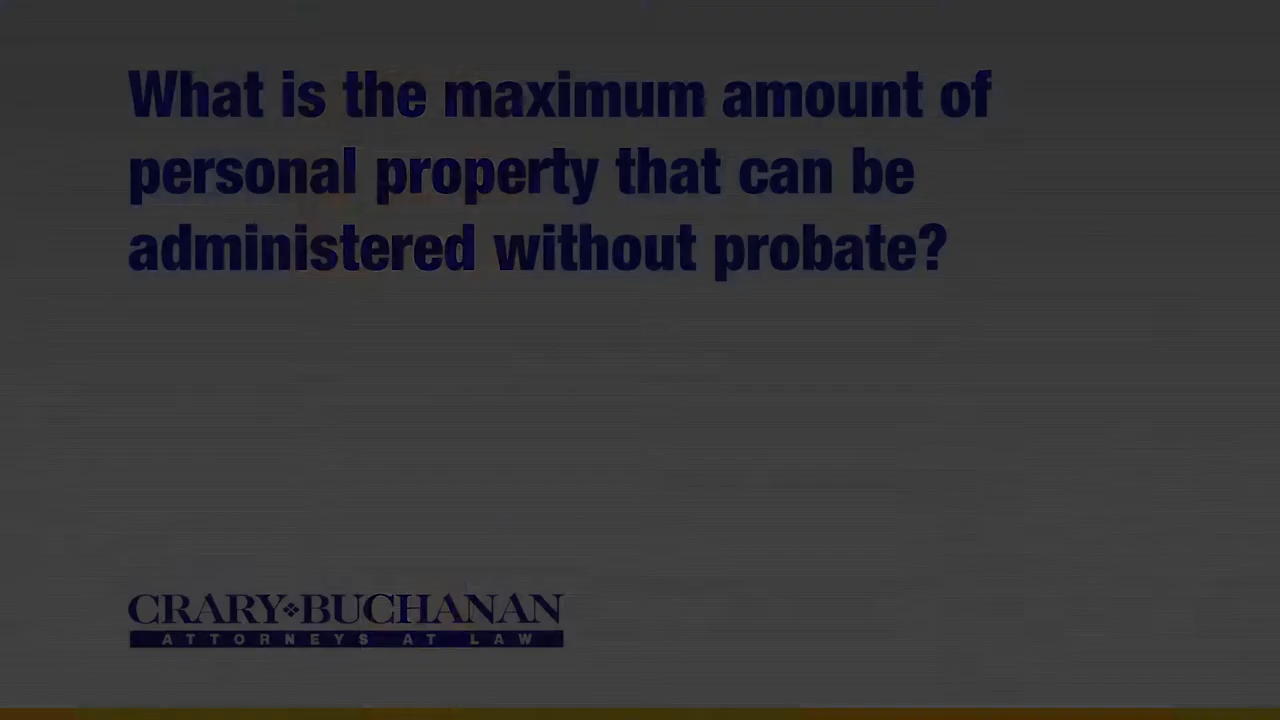 What is the maximum amount of
personal property that can be
administered without probate?
CRARY❖BUCHANAN
ATTORNEYS AT LAW